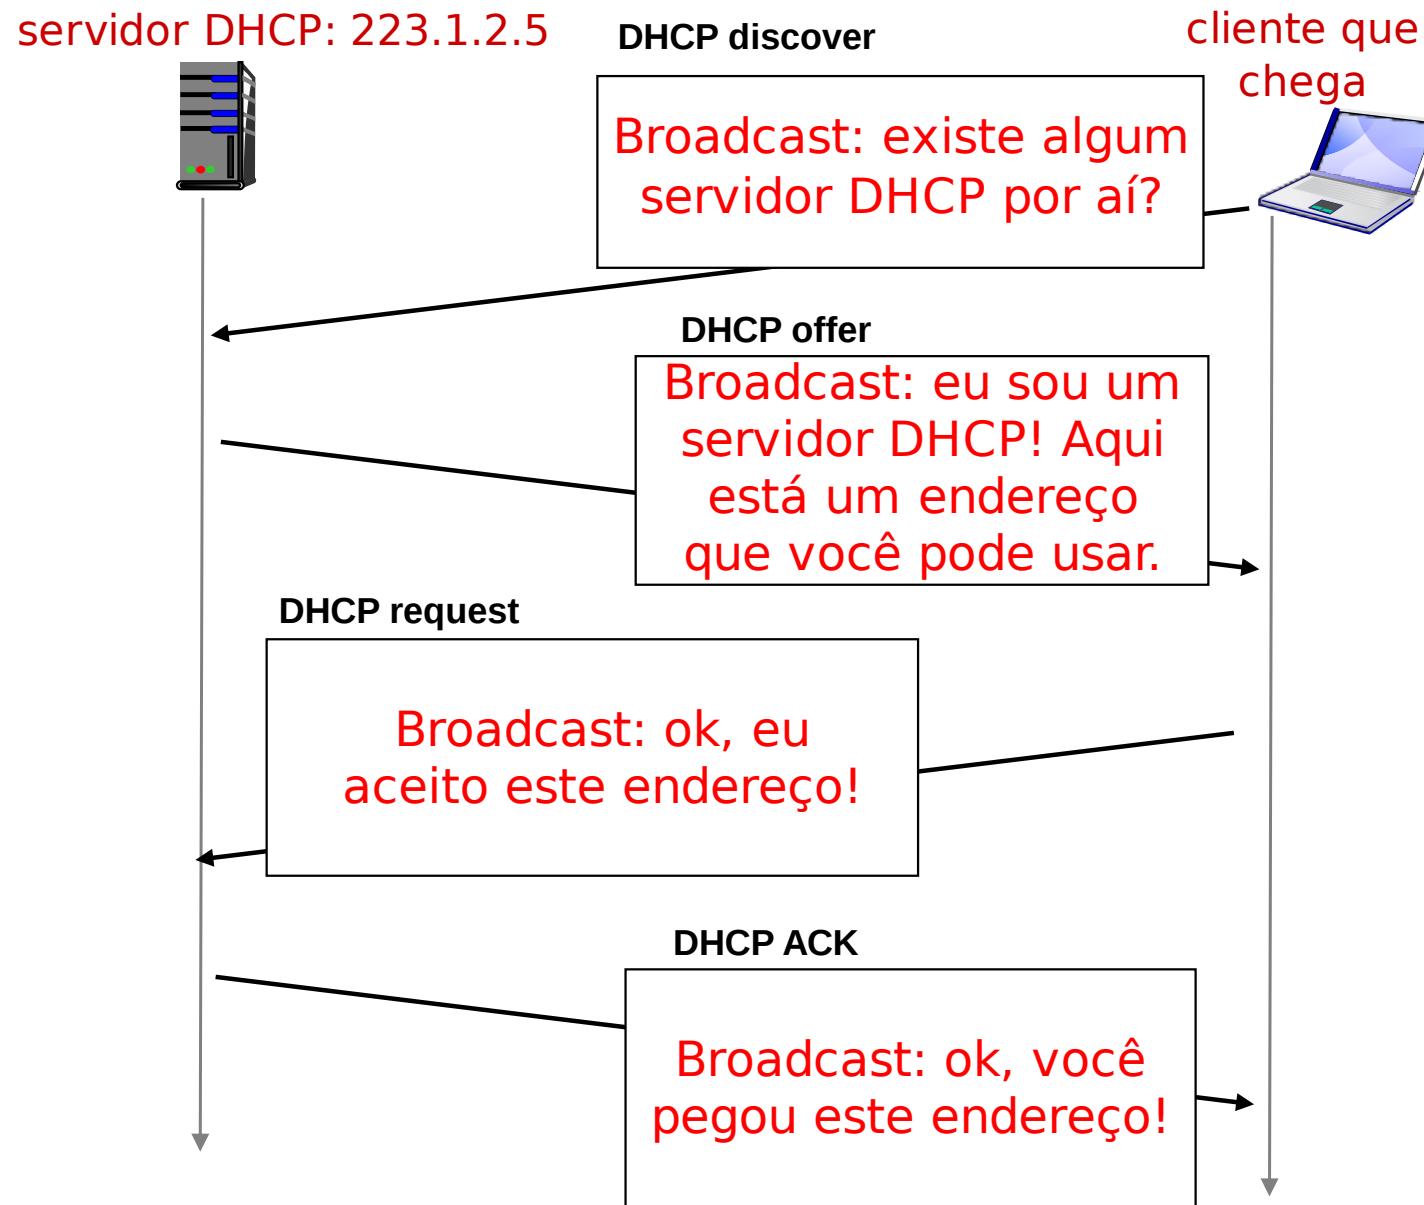 servidor DHCP: 223.1.2.5
DHCP discover
cliente que
chega
Broadcast: existe algum
servidor DHCP por aí?
DHCP offer
Broadcast: eu sou um
servidor DHCP! Aqui
está um endereço
que você pode usar.
DHCP request
Broadcast: ok, eu
aceito este endereço!
DHCP ACK
Broadcast: ok, você
pegou este endereço!